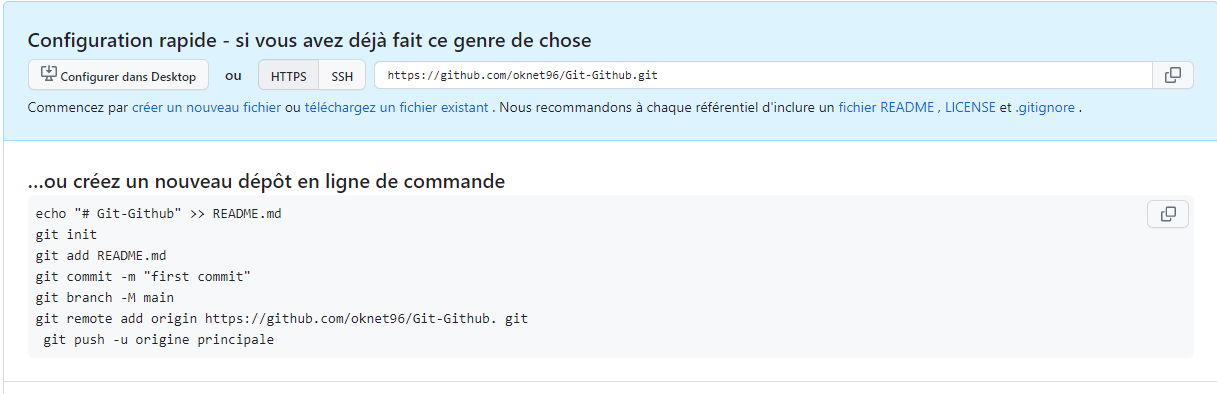 Configuration rapide - si vous avez déjà fait ce genre de chose
Configurer dans Desktop ou HTTPS SSH https://github.com/oknet96/Git-Github.git
Commencez par créer un nouveau fichier ou téléchargez un fichier existant . Nous recommandons à chaque référentiel d'inclure un fichier README , LICENSE et .gitignore .
...ou créez un nouveau dépôt en ligne de commande
echo "# Git-Github" >> README.md
git init
git add README.md
git commit -m "first commit"
git branch -M main
git remote add origin https://github.com/oknet96/Git-Github. git
git push -u origine principale